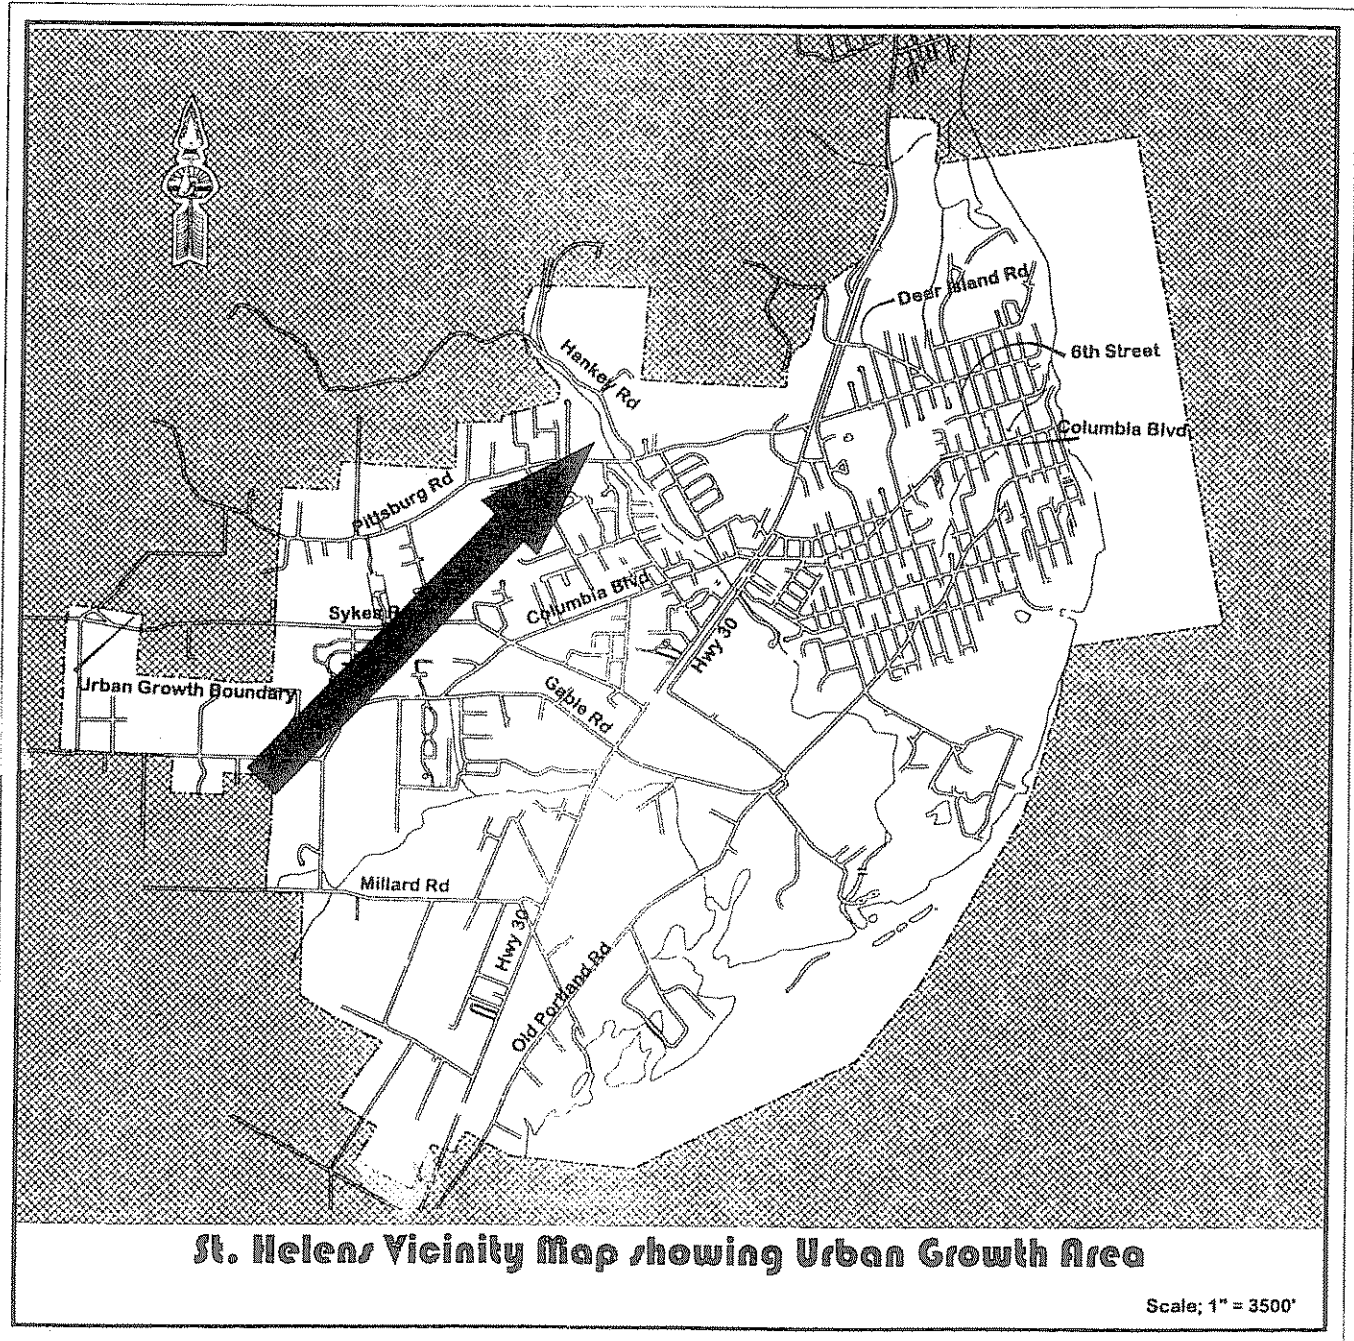 Deer Island Rd
6th Street
Hankey Rd
Columbia Blvd
Pittsburg Rd
Columbia Blvd
Sykes
Hwy 30
Urban Growth Boundary
Gable Rd
Millard Rd
Hwy 30
Old Portland Rd
St. Helens Vicinity Map showing Urban Growth Area
Scale; 1" = 3500'